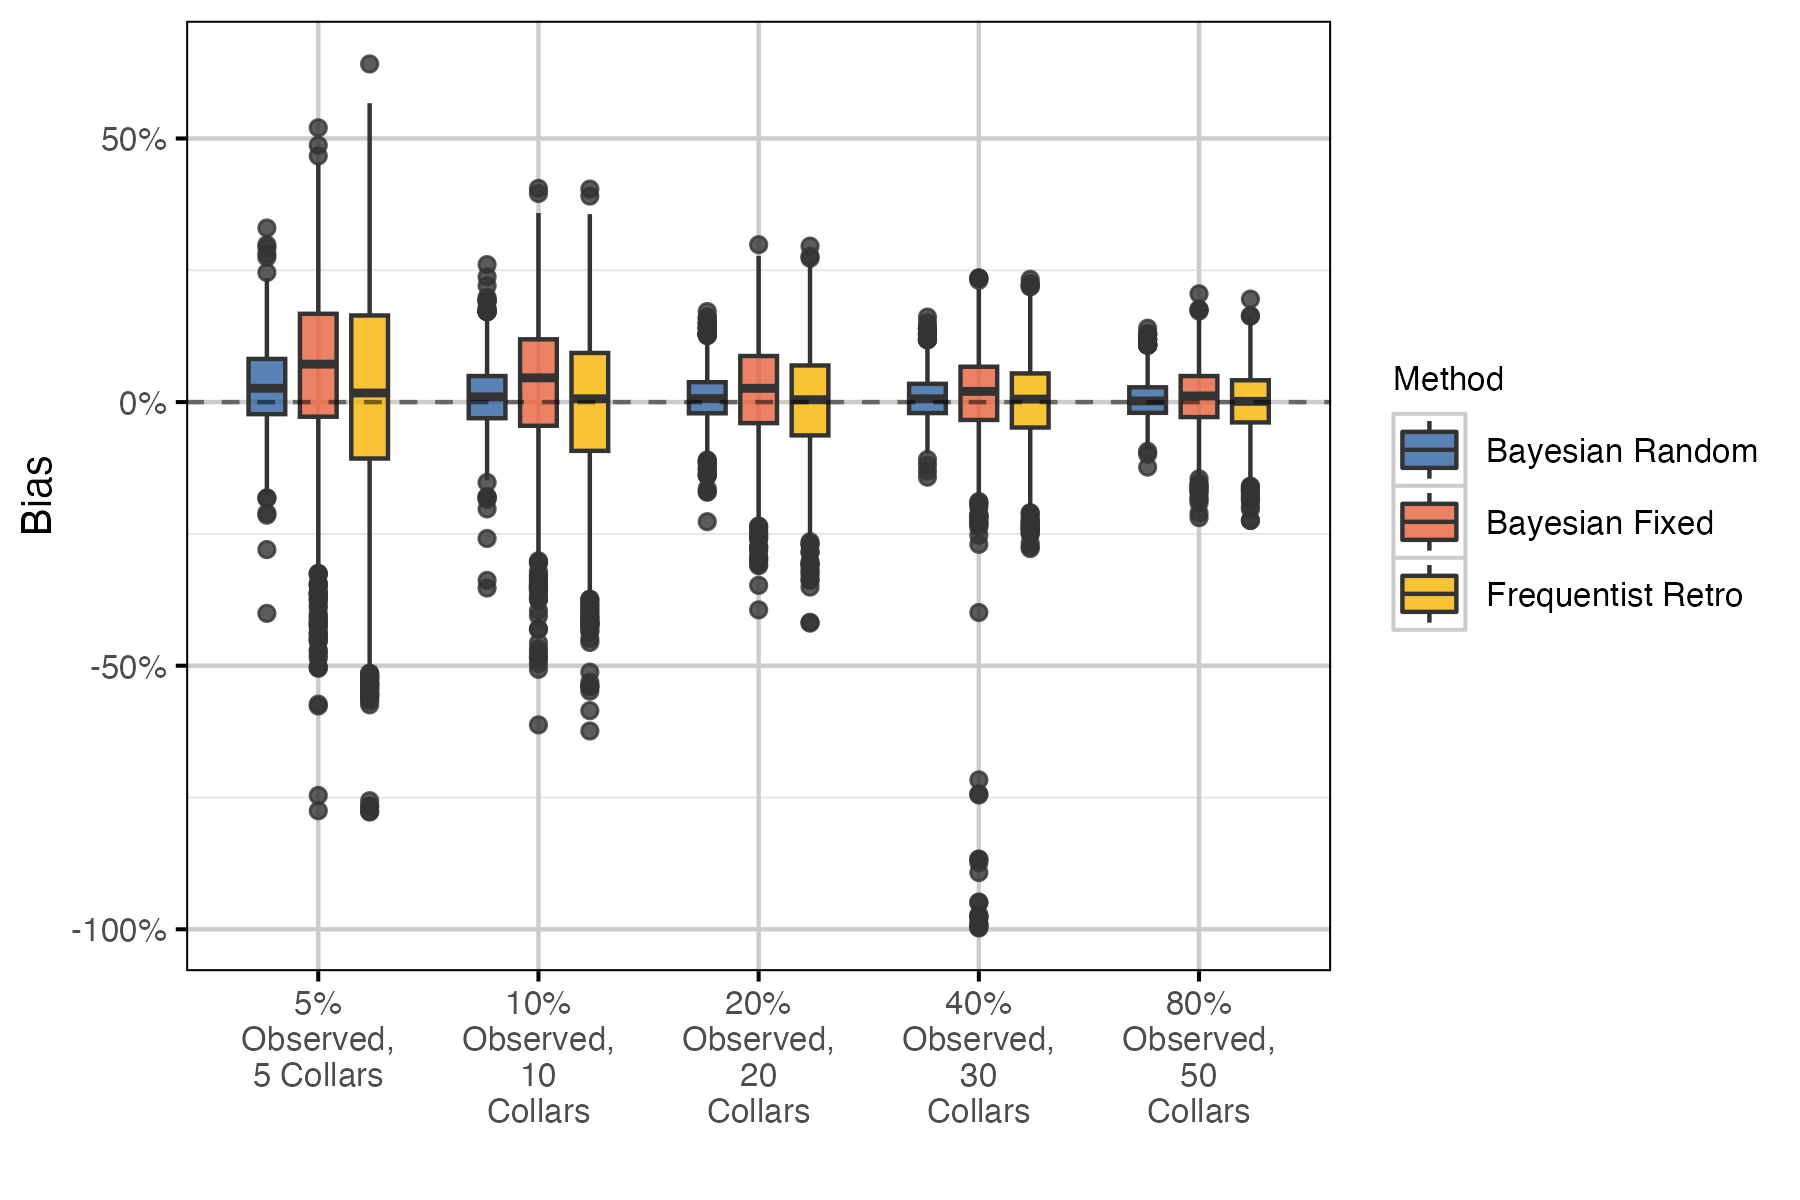 Bias
50%
0%
-50%
-100%
5%
Observed,
5 Collars
10%
Observed,
10
Collars
20%
Observed,
20
Collars
40%
Observed,
30
Collars
80%
Observed,
50
Collars
Method
Bayesian Random
Bayesian Fixed
Frequentist Retro